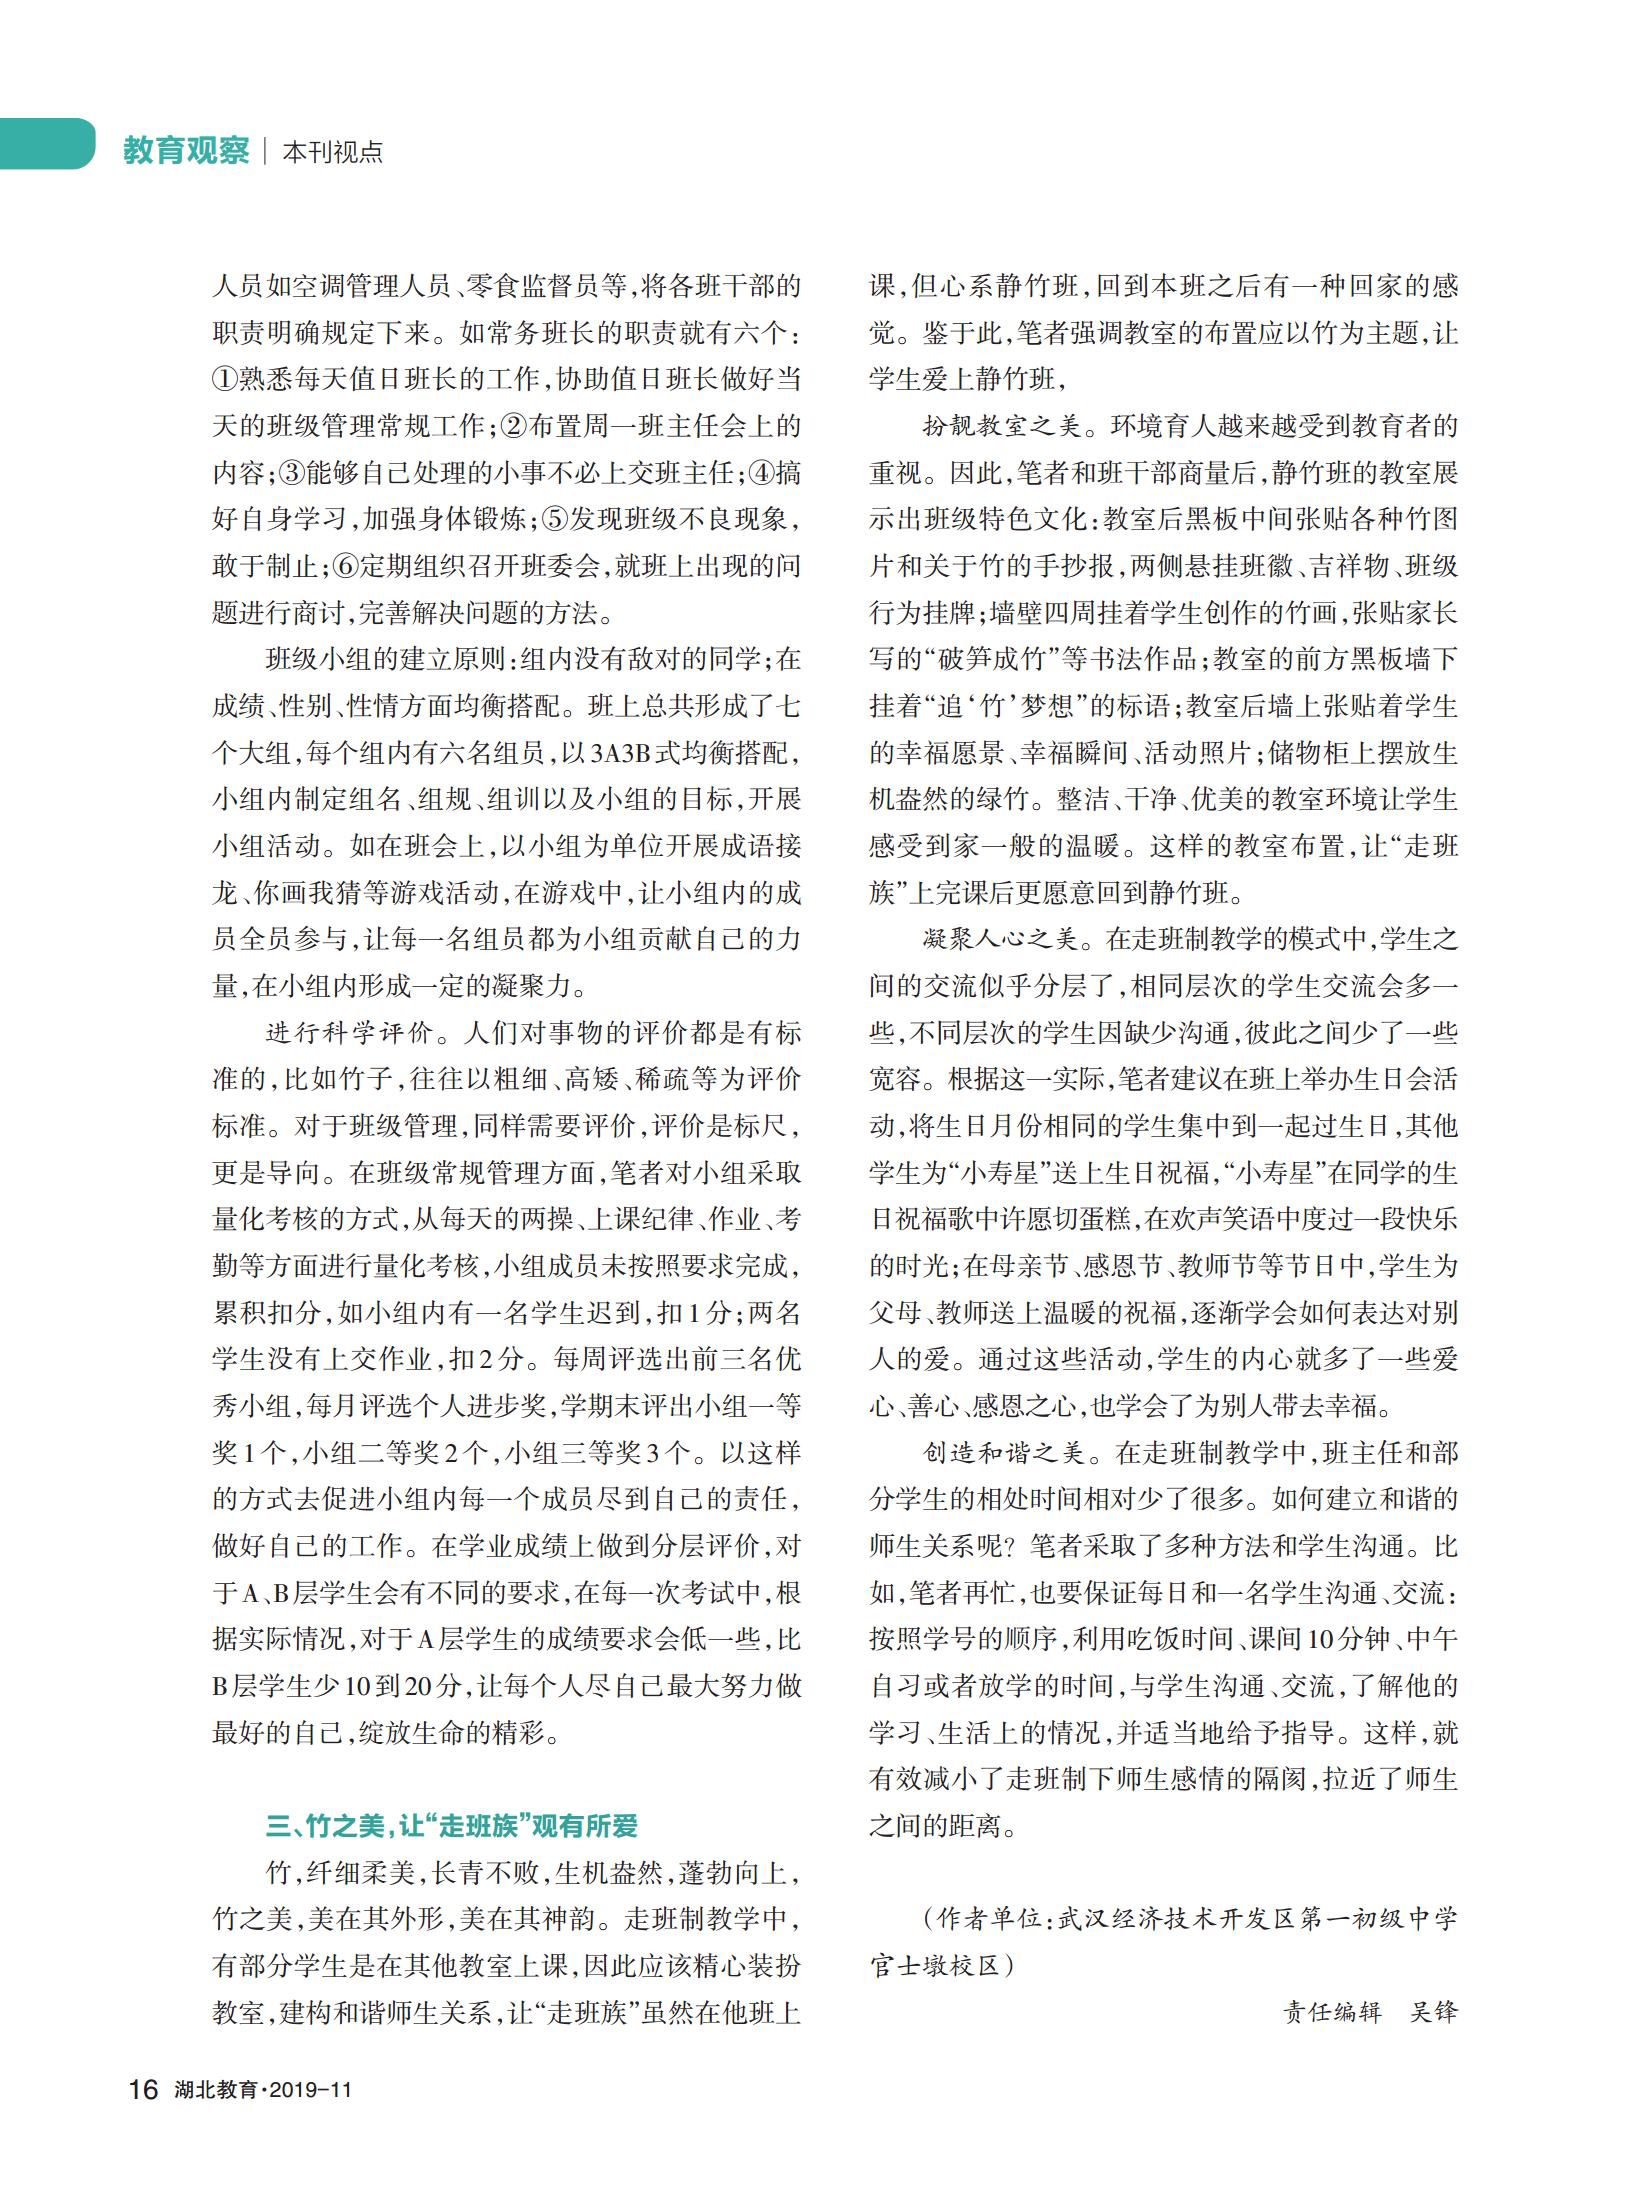 教育观察｜本刊视点
人员如空调管理人员、零食监督员等,将各班干部的
职责明确规定下来。如常务班长的职责就有六个：
①熟悉每天值日班长的工作,协助值日班长做好当
天的班级管理常规工作;②布置周一班主任会上的
内容;③能够自己处理的小事不必上交班主任;④搞
好自身学习,加强身体锻炼;⑤发现班级不良现象,
敢于制止;⑥定期组织召开班委会,就班上出现的问
题进行商讨,完善解决问题的方法。
班级小组的建立原则:组内没有敌对的同学;在
成绩、性别、性情方面均衡搭配。班上总共形成了七
个大组,每个组内有六名组员,以3A3B式均衡搭配,
小组内制定组名、组规、组训以及小组的目标,开展
小组活动。如在班会上,以小组为单位开展成语接
龙、你画我猜等游戏活动,在游戏中,让小组内的成
员全员参与,让每一名组员都为小组贡献自己的力
量,在小组内形成一定的凝聚力。
进行科学评价。人们对事物的评价都是有标
准的,比如竹子,往往以粗细、高矮、稀疏等为评价
标准。对于班级管理,同样需要评价,评价是标尺,
更是导向。在班级常规管理方面,笔者对小组采取
量化考核的方式,从每天的两操、上课纪律、作业、考
勤等方面进行量化考核,小组成员未按照要求完成,
累积扣分,如小组内有一名学生迟到,扣1分;两名
学生没有上交作业,扣2分。每周评选出前三名优
秀小组,每月评选个人进步奖,学期末评出小组一等
奖1个,小组二等奖2个,小组三等奖3个。以这样
的方式去促进小组内每一个成员尽到自己的责任,
做好自己的工作。在学业成绩上做到分层评价,对
于A、B层学生会有不同的要求,在每一次考试中,根
据实际情况,对于A层学生的成绩要求会低一些,比
B层学生少10到20分,让每个人尽自己最大努力做
最好的自己,绽放生命的精彩。
三、竹之美,让“走班族”观有所爱
竹,纤细柔美,长青不败,生机盎然,蓬勃向上,
竹之美,美在其外形,美在其神韵。走班制教学中,
有部分学生是在其他教室上课,因此应该精心装扮
教室,建构和谐师生关系,让“走班族”虽然在他班上
课,但心系静竹班,回到本班之后有一种回家的感
觉。鉴于此,笔者强调教室的布置应以竹为主题,让
学生爱上静竹班,
扮靓教室之美。环境育人越来越受到教育者的
重视。因此,笔者和班干部商量后,静竹班的教室展
示出班级特色文化:教室后黑板中间张贴各种竹图
片和关于竹的手抄报,两侧悬挂班徽、吉祥物、班级
行为挂牌;墙壁四周挂着学生创作的竹画,张贴家长
写的“破笋成竹”等书法作品;教室的前方黑板墙下
挂着“追‘竹’梦想”的标语;教室后墙上张贴着学生
的幸福愿景、幸福瞬间、活动照片;储物柜上摆放生
机盎然的绿竹。整洁、干净、优美的教室环境让学生
感受到家一般的温暖。这样的教室布置,让“走班
族”上完课后更愿意回到静竹班。
凝聚人心之美。在走班制教学的模式中,学生之
间的交流似乎分层了,相同层次的学生交流会多一
些,不同层次的学生因缺少沟通,彼此之间少了一些
宽容。根据这一实际,笔者建议在班上举办生日会活
动,将生日月份相同的学生集中到一起过生日,其他
学生为“小寿星”送上生日祝福,“小寿星”在同学的生
日祝福歌中许愿切蛋糕,在欢声笑语中度过一段快乐
的时光;在母亲节、感恩节、教师节等节日中,学生为
父母、教师送上温暖的祝福,逐渐学会如何表达对别
人的爱。通过这些活动,学生的内心就多了一些爱
心、善心、感恩之心,也学会了为别人带去幸福。
创造和谐之美。在走班制教学中,班主任和部
分学生的相处时间相对少了很多。如何建立和谐的
师生关系呢？笔者采取了多种方法和学生沟通。比
如,笔者再忙,也要保证每日和一名学生沟通、交流：
按照学号的顺序,利用吃饭时间、课间10分钟、中午
自习或者放学的时间,与学生沟通、交流,了解他的
学习、生活上的情况,并适当地给予指导。这样,就
有效减小了走班制下师生感情的隔阂,拉近了师生
之间的距离。
（作者单位:武汉经济技术开发区第一初级中学
官士墩校区）
责任编辑　吴锋
16 湖北教育·2019-11